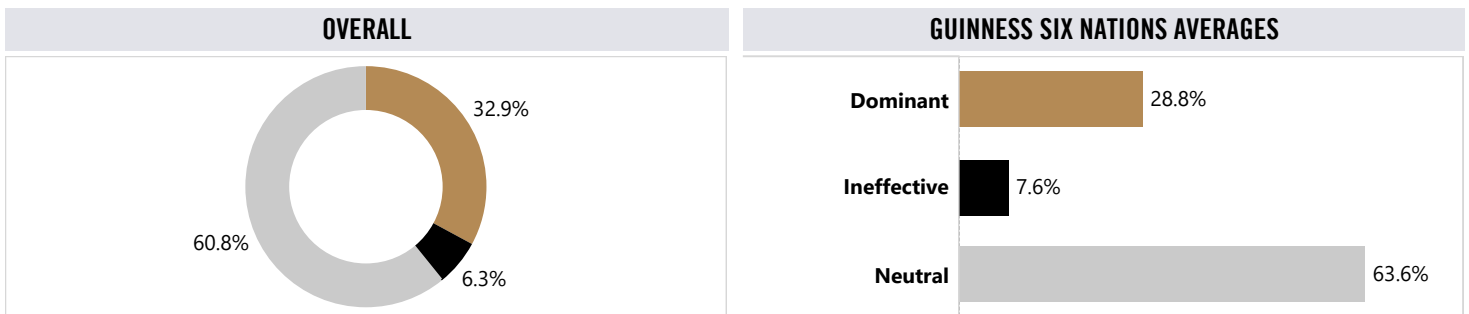 OVERALL
32.9%
60.8%
6.3%
GUINNESS SIX NATIONS AVERAGES
Dominant 28.8%
Ineffective 7.6%
Neutral 63.6%